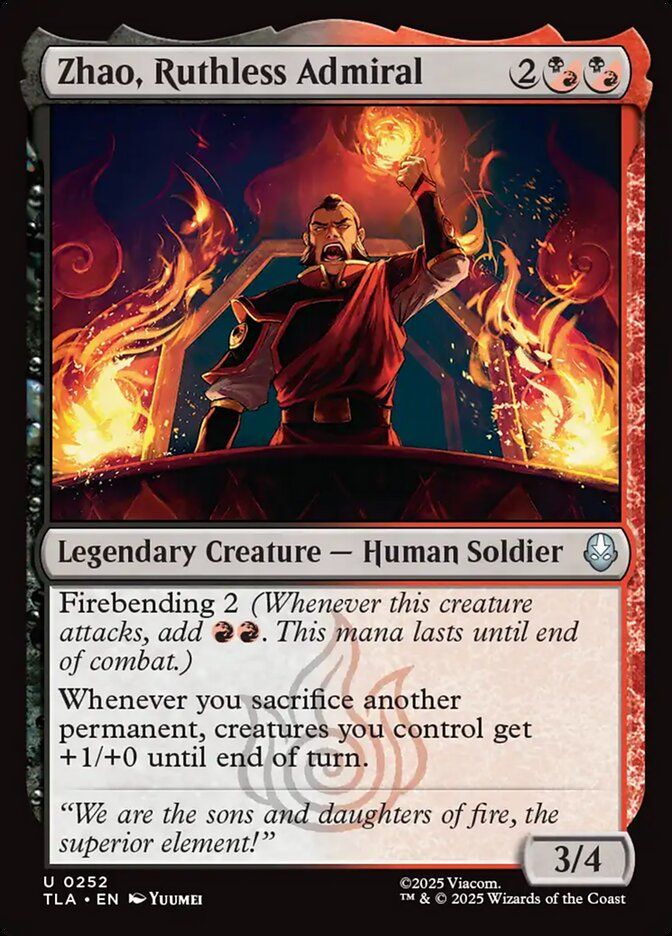 Zhao, Ruthless Admiral 2
Legendary Creature — Human Soldier
Firebending 2 (Whenever this creature
attacks, add . This mana lasts until end
of combat.)
Whenever you sacrifice another
permanent, creatures you control get
+1/+0 until end of turn.
“We are the sons and daughters of fire, the
superior element!”
3/4
U 0252
TLA • EN Yuumei
©2025 Viacom.
™ & © 2025 Wizards of the Coast